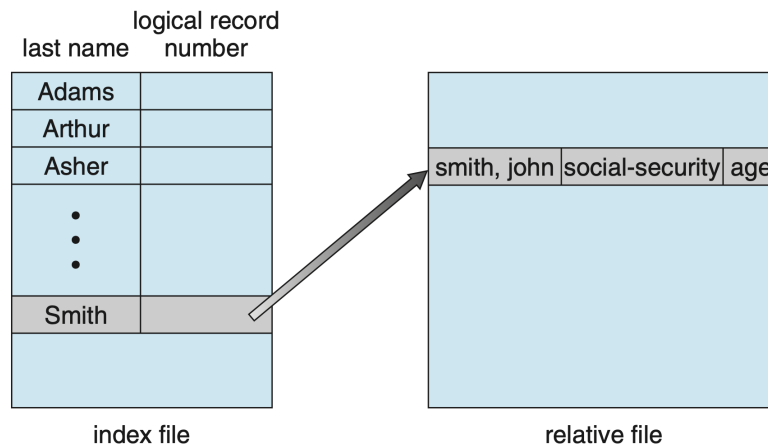 logical record
last name number
Adams
Arthur
Asher
Smith
smith, john social-security age
index file relative file